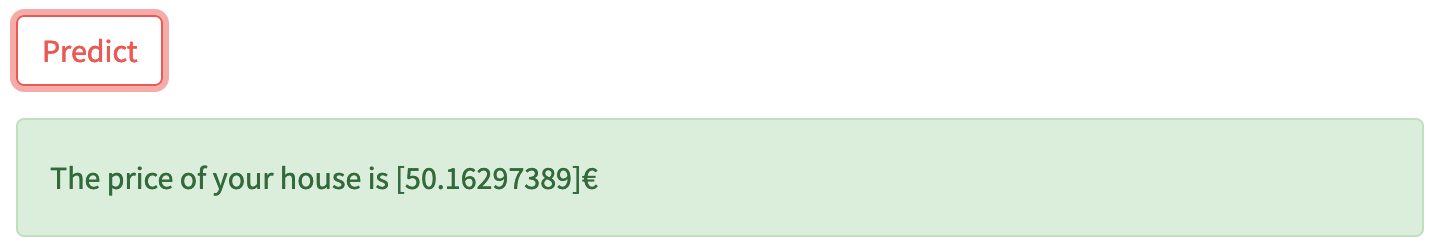 Predict
The price of your house is [50.16297389]€